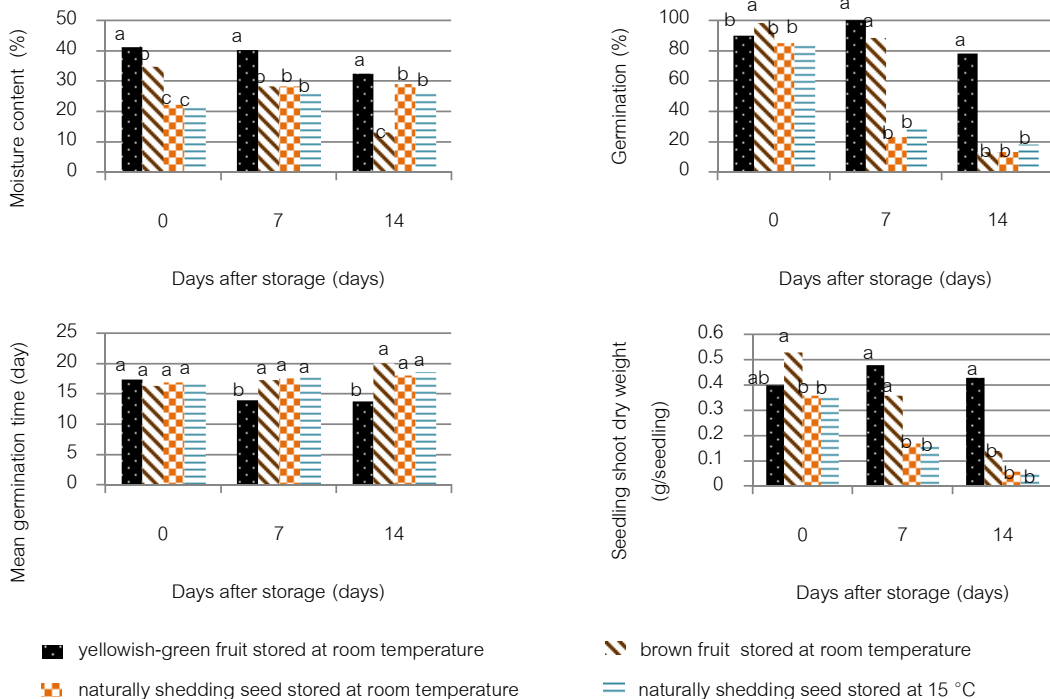 Moisture content (%)
50
40
30
20
10
0
a
b
c
c
a
b
b
b
a
c
b
b
0
7
14
Days after storage (days)
Germination (%)
100
80
60
40
20
0
b
a
b
b
a
a
b
b
a
b
b
b
0
7
14
Days after storage (days)
Mean germination time (day)
25
20
15
10
5
0
a
a
a
a
b
a
a
a
b
a
a
a
0
7
14
Days after storage (days)
Seedling shoot dry weight
(g/seedling)
0.6
0.5
0.4
0.3
0.2
0.1
0
ab
a
b
b
a
a
b
b
a
b
b
b
0
7
14
Days after storage (days)
yellowish-green fruit stored at room temperature
brown fruit stored at room temperature
naturally shedding seed stored at room temperature
naturally shedding seed stored at 15 °C